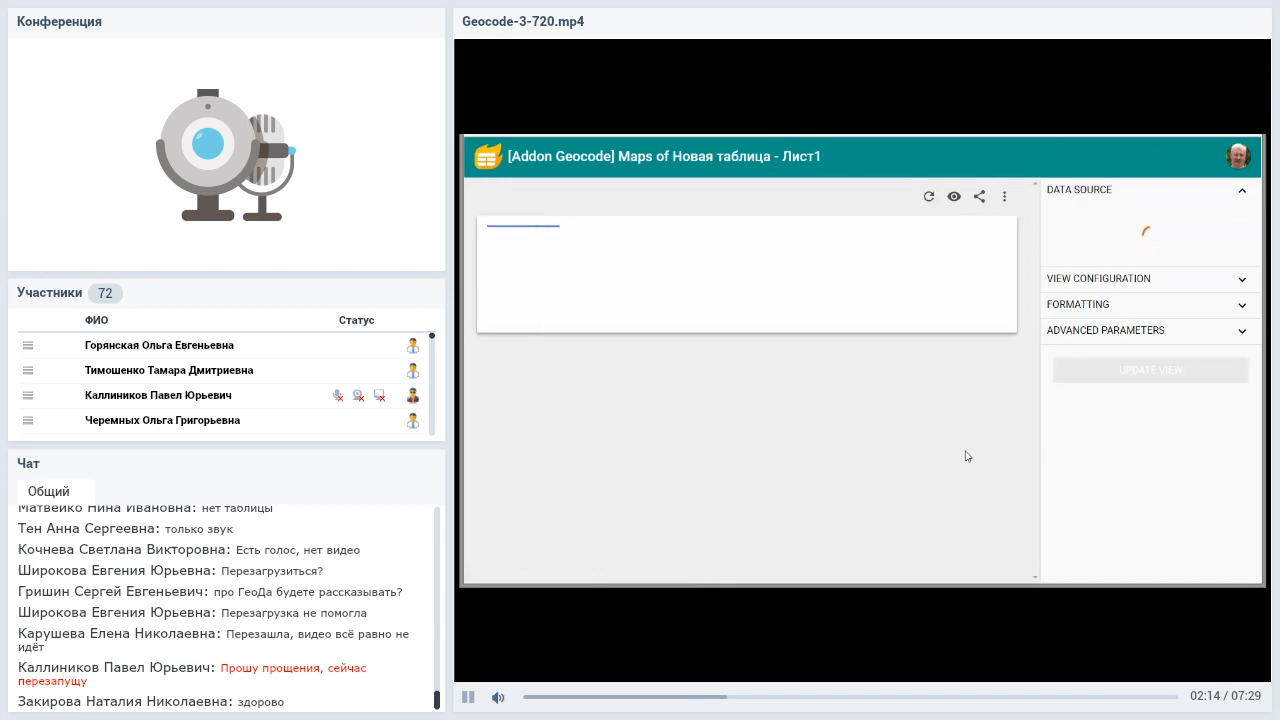 Конференция
Geocode-3-720.mp4
[Addon Geocode] Maps of Новая таблица - Лист1
DATA SOURCE
VIEW CONFIGURATION
FORMATTING
ADVANCED PARAMETERS
UPDATE VIEW
02:14 / 07:29
Участники 72
ФИО Статус
Горянская Ольга Евгеньевна
Тимошенко Тамара Дмитриевна
Каллиников Павел Юрьевич
Черемных Ольга Григорьевна
Чат
Общий
Матвейко Нина Ивановна: нет таблицы
Тен Анна Сергеевна: только звук
Кочнева Светлана Викторовна: Есть голос, нет видео
Широкова Евгения Юрьевна: Перезагрузиться?
Гришин Сергей Евгеньевич: про ГеоДа будете рассказывать?
Широкова Евгения Юрьевна: Перезагрузка не помогла
Карушева Елена Николаевна: Перезашла, видео всё равно не
идёт
Каллиников Павел Юрьевич: Прошу прощения, сейчас
перезапущу
Закирова Наталия Николаевна: здорово